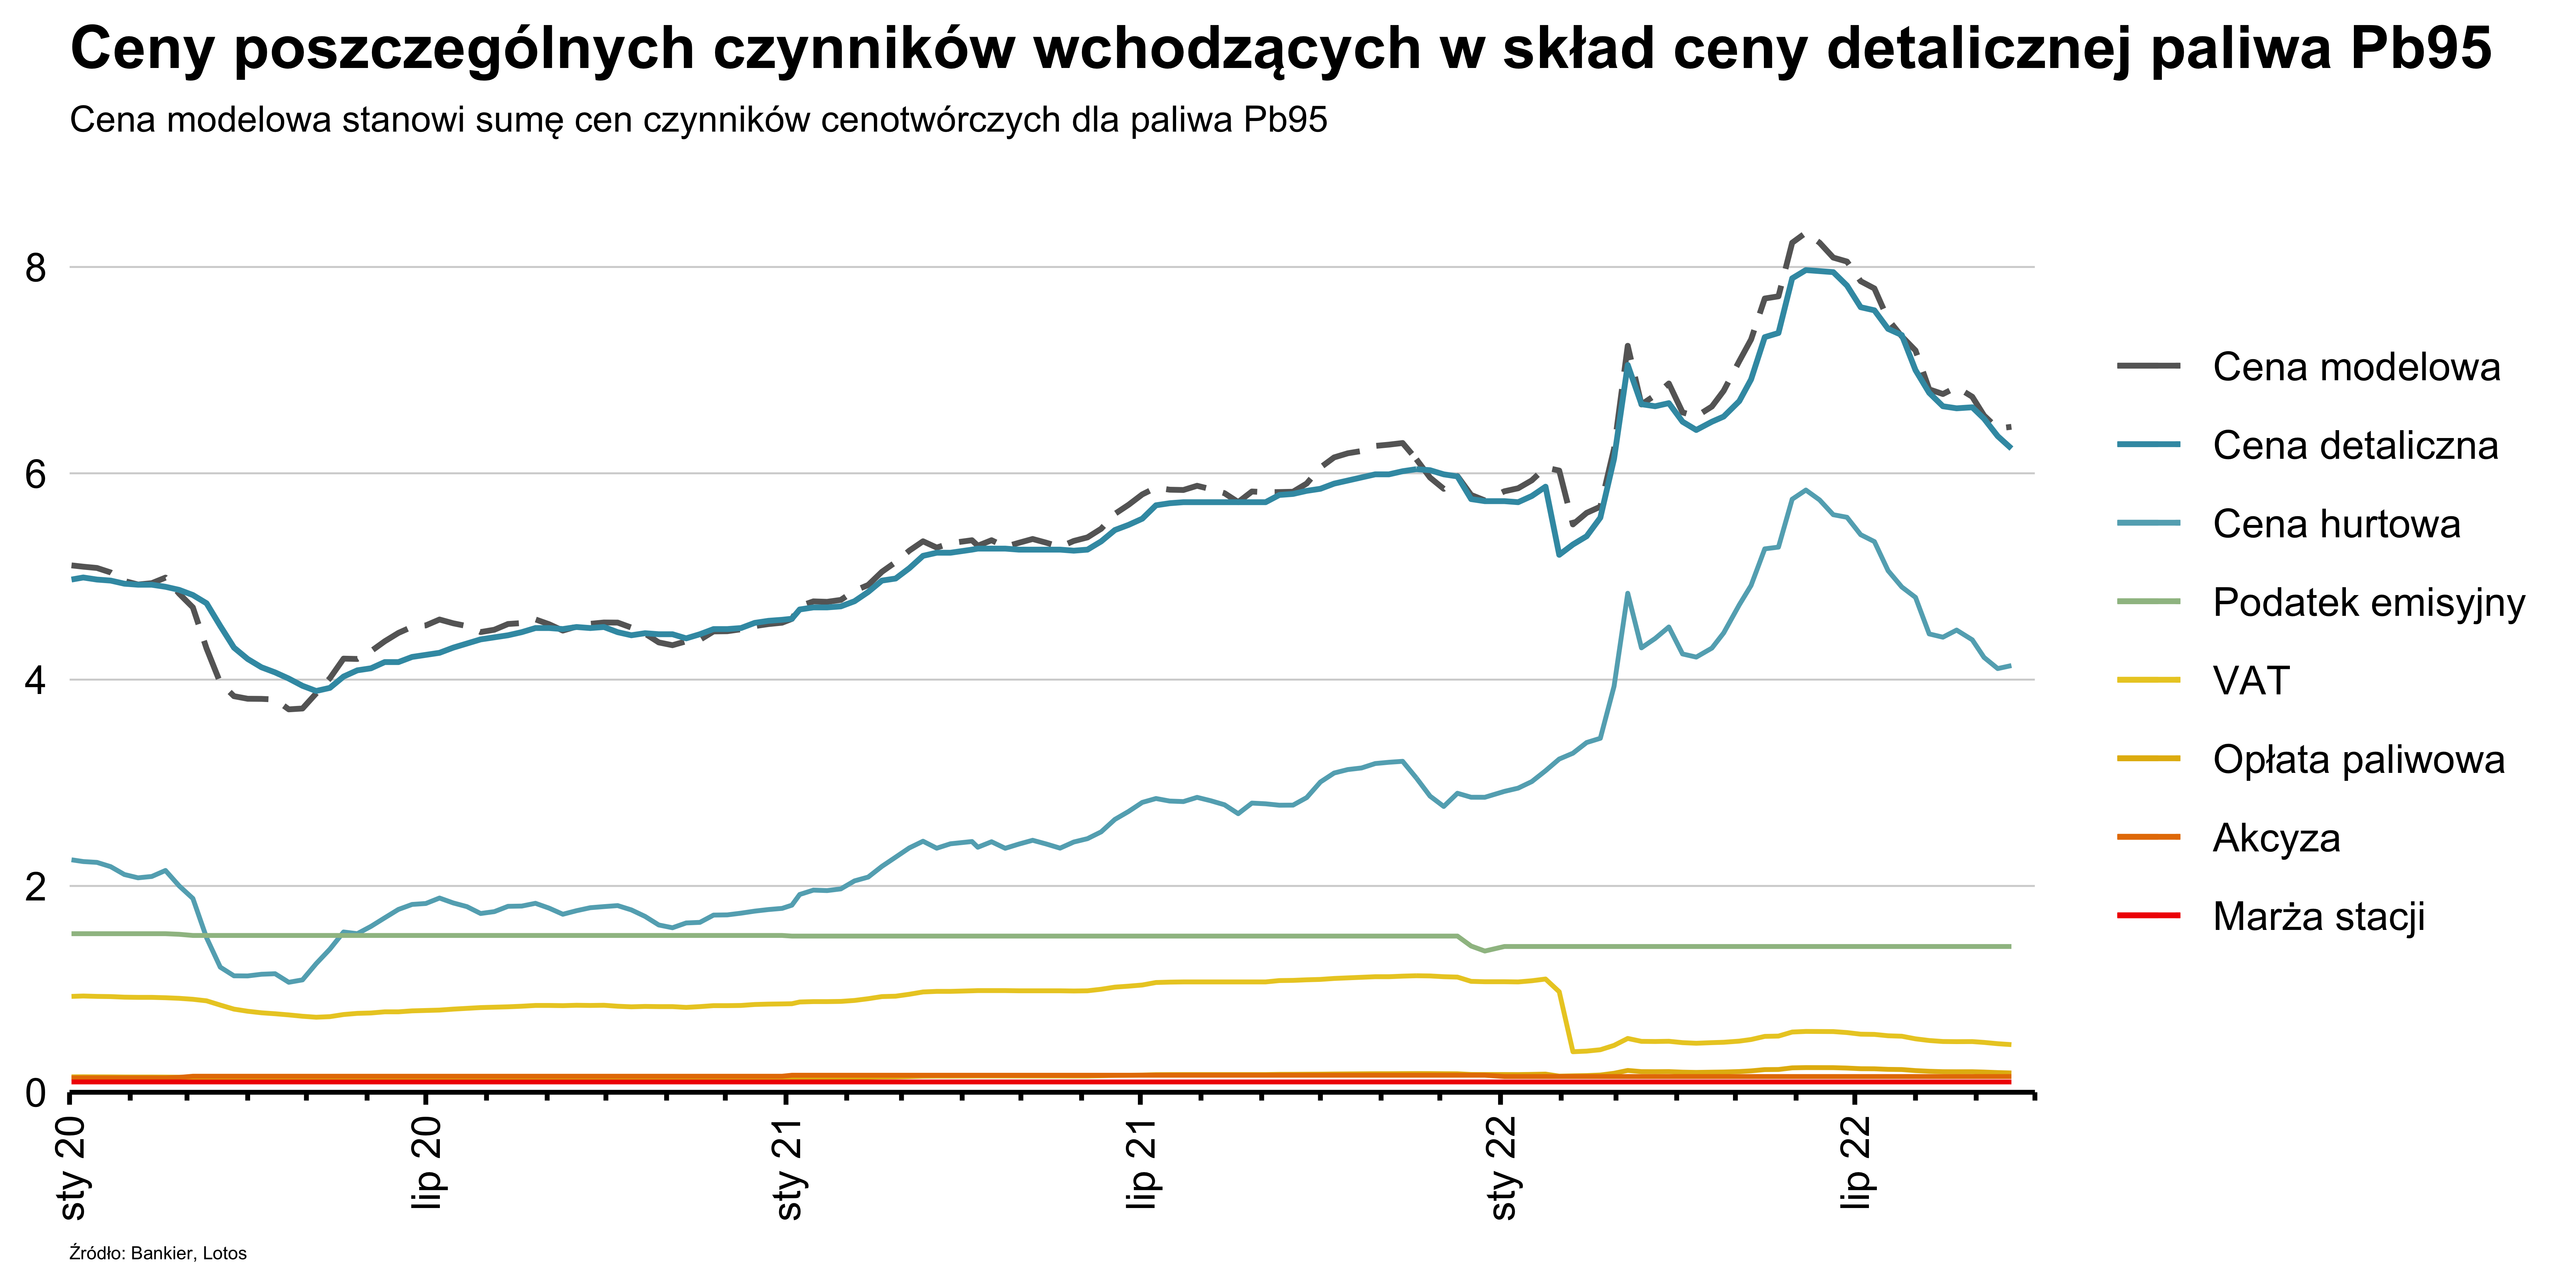 Ceny poszczególnych czynników wchodzących w skład ceny detalicznej paliwa Pb95
Cena modelowa stanowi sumę cen czynników cenotwórczych dla paliwa Pb95
8
6
4
2
0
sty 20
lip 20
sty 21
lip 21
sty 22
lip 22
Cena modelowa
Cena detaliczna
Cena hurtowa
Podatek emisyjny
VAT
Opłata paliwowa
Akcyza
Marża stacji
Źródło: Bankier, Lotos